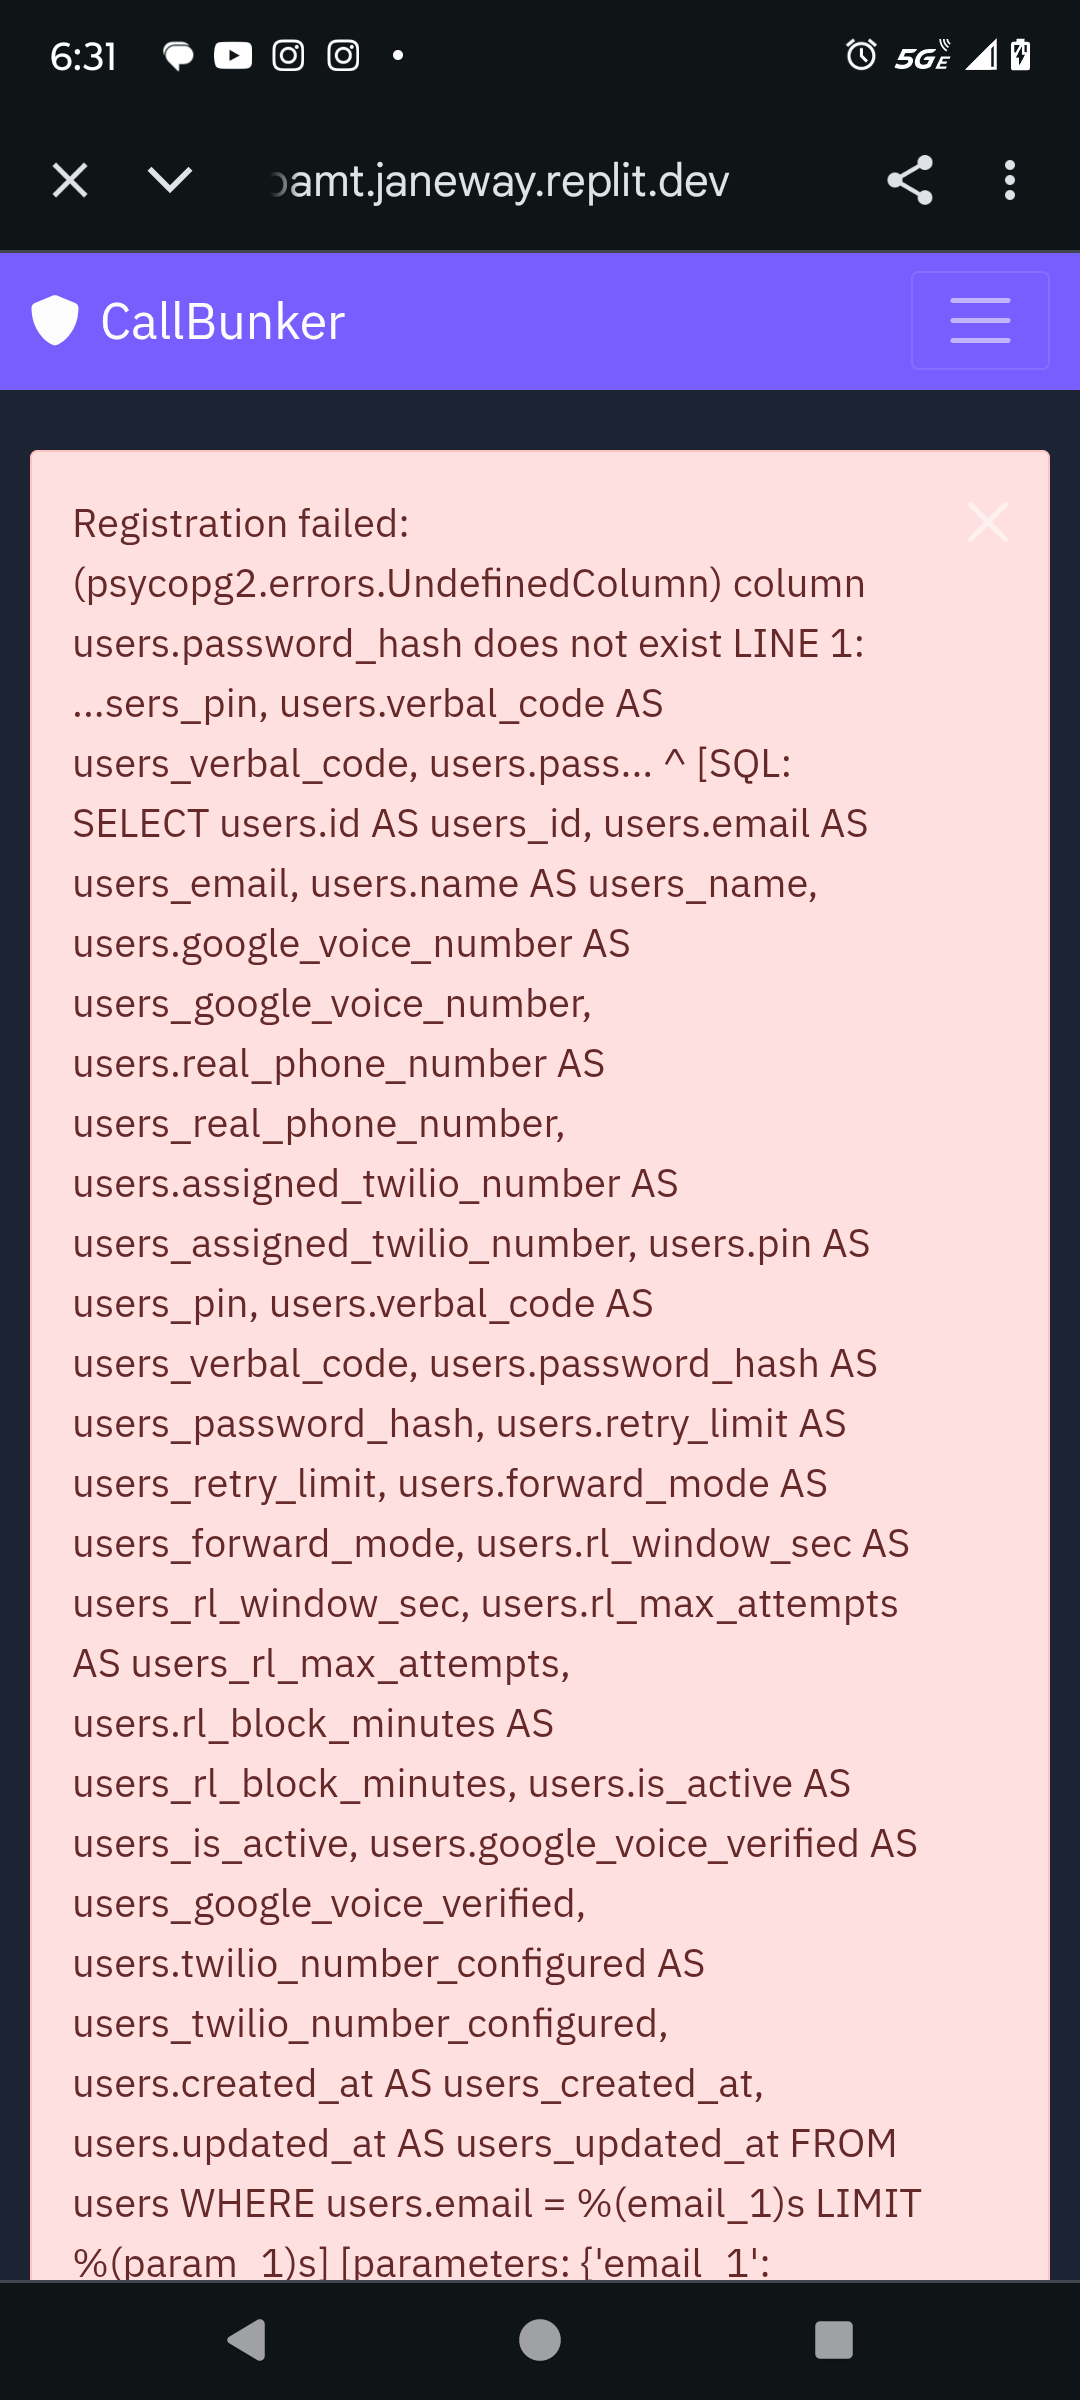 6:31
5GE
amt.janeway.replit.dev
CallBunker
Registration failed:
(psycopg2.errors.UndefinedColumn) column
users.password_hash does not exist LINE 1:
...sers_pin, users.verbal_code AS
users_verbal_code, users.pass... ^ [SQL:
SELECT users.id AS users_id, users.email AS
users_email, users.name AS users_name,
users.google_voice_number AS
users_google_voice_number,
users.real_phone_number AS
users_real_phone_number,
users.assigned_twilio_number AS
users_assigned_twilio_number, users.pin AS
users_pin, users.verbal_code AS
users_verbal_code, users.password_hash AS
users_password_hash, users.retry_limit AS
users_retry_limit, users.forward_mode AS
users_forward_mode, users.rl_window_sec AS
users_rl_window_sec, users.rl_max_attempts
AS users_rl_max_attempts,
users.rl_block_minutes AS
users_rl_block_minutes, users.is_active AS
users_is_active, users.google_voice_verified AS
users_google_voice_verified,
users.twilio_number_configured AS
users_twilio_number_configured,
users.created_at AS users_created_at,
users.updated_at AS users_updated_at FROM
users WHERE users.email = %(email_1)s LIMIT
%(param_1)s] [parameters: {'email_1':